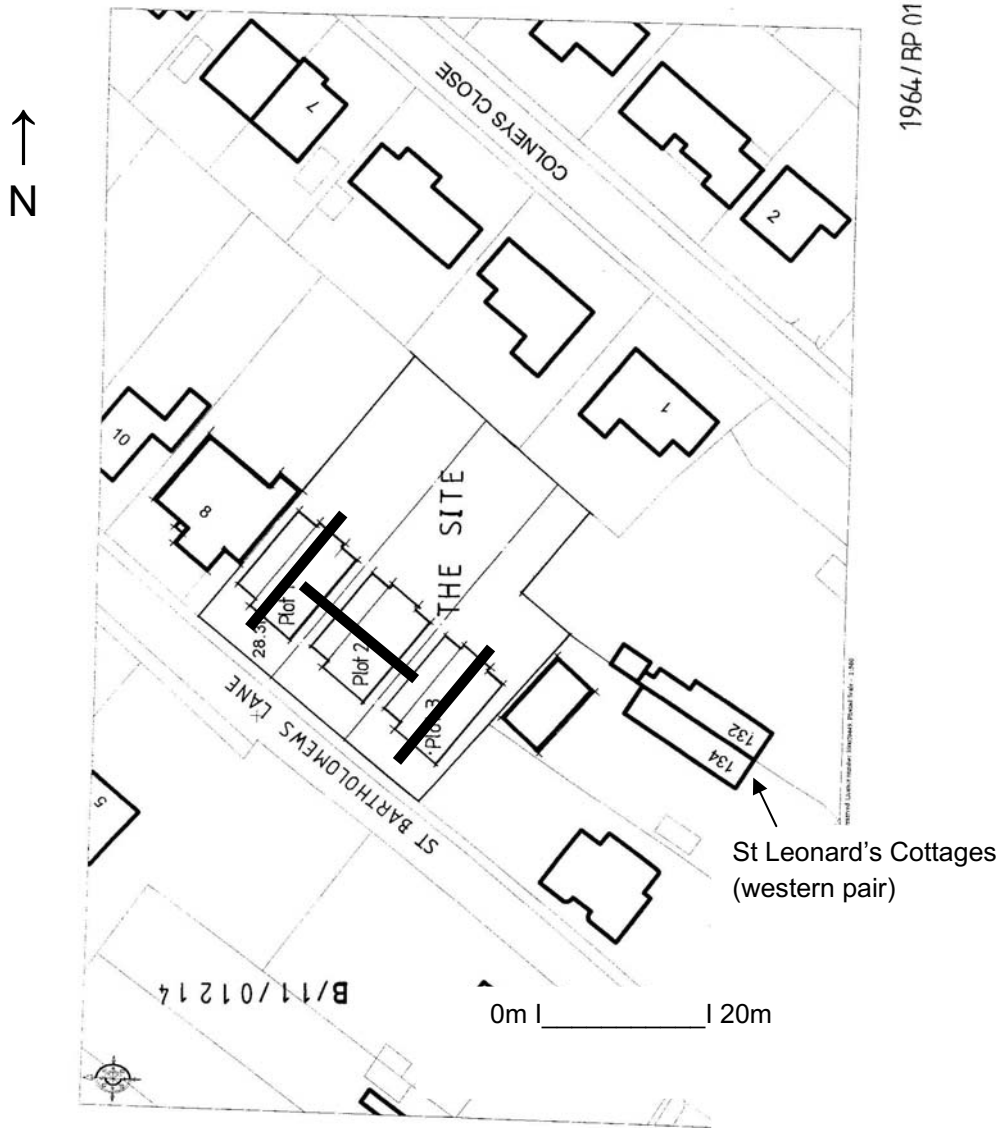 1964/RP 01
N
COLNEYS CLOSE
7
2
1
10
8
THE SITE
Plot
28.3
Plot 2
Plot 3
ST BARTHOLOMEWS LANE
5
132
134
St Leonard's Cottages
(western pair)
B/11/01214
0m I____________I 20m